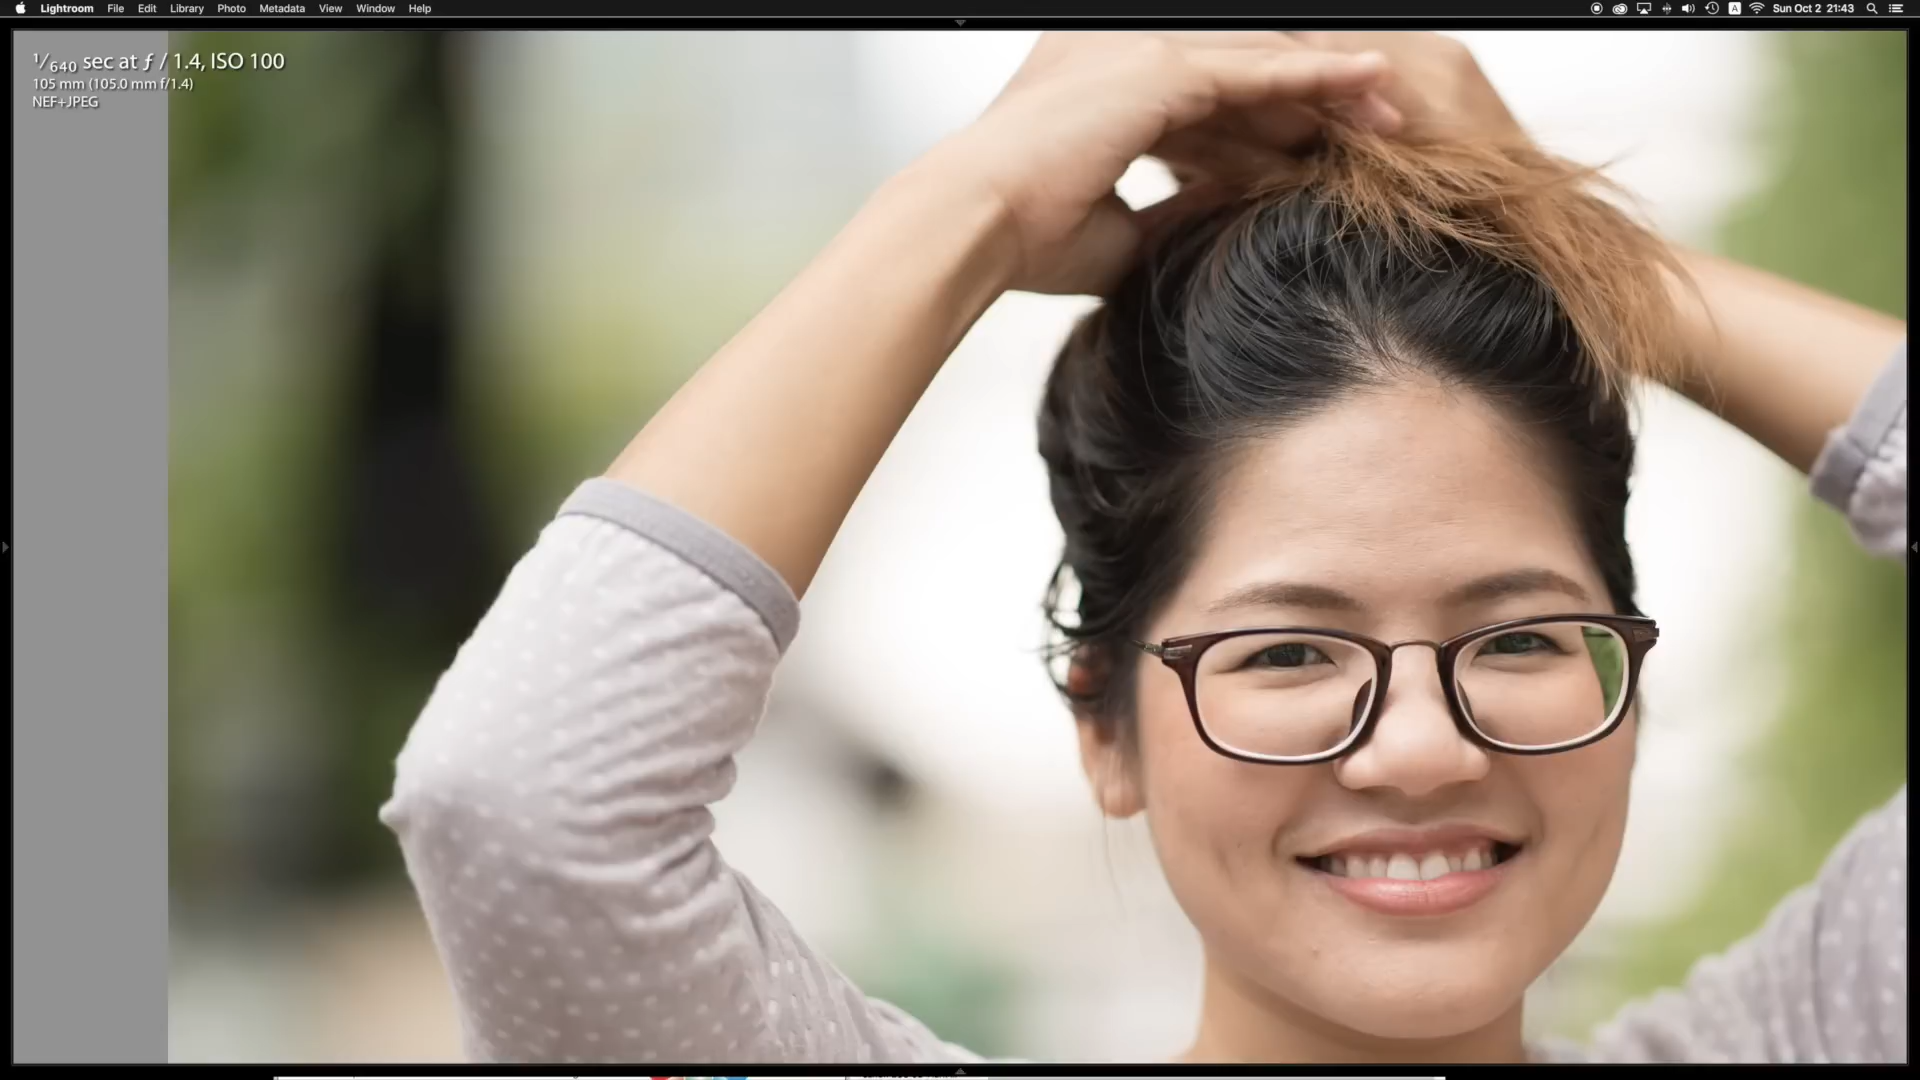 Lightroom File Edit Library Photo Metadata View Window Help A Sun Oct 2 21:43
1/640 sec at ƒ / 1.4, ISO 100
105 mm (105.0 mm f/1.4)
NEF+JPEG